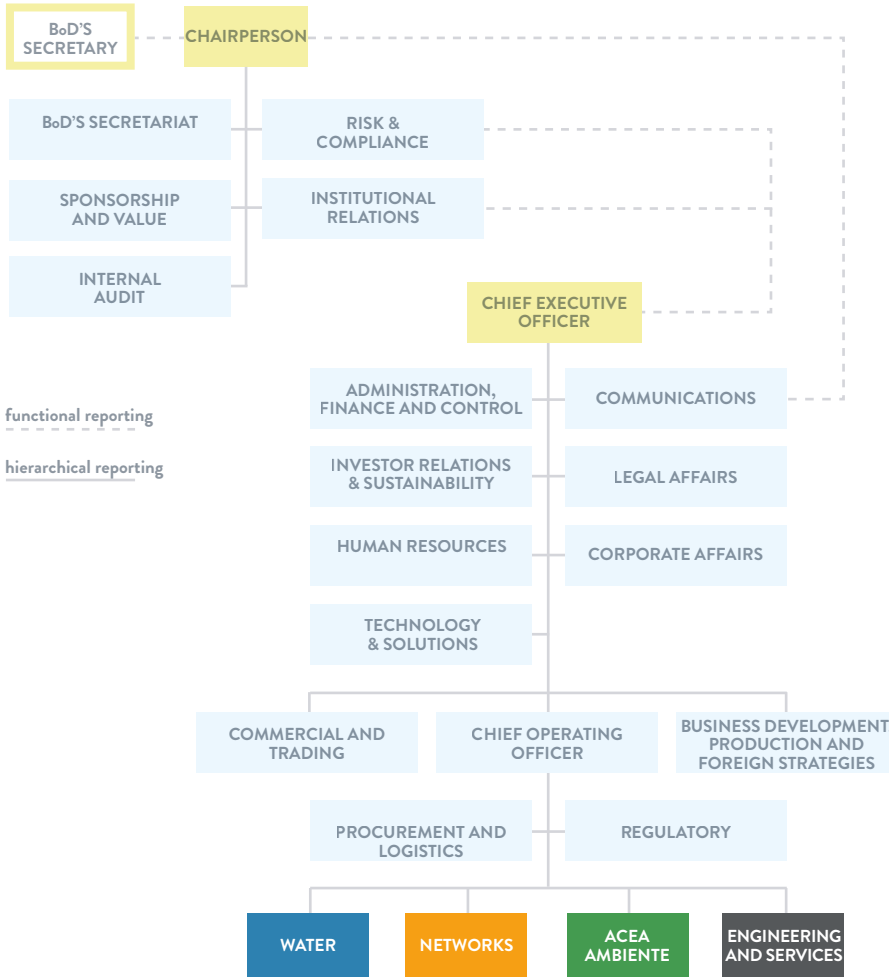 BoD'S
SECRETARY
CHAIRPERSON
BoD'S SECRETARIAT
RISK &
COMPLIANCE
SPONSORSHIP
AND VALUE
INSTITUTIONAL
RELATIONS
INTERNAL
AUDIT
CHIEF EXECUTIVE
OFFICER
functional reporting
hierarchical reporting
ADMINISTRATION,
FINANCE AND CONTROL
COMMUNICATIONS
INVESTOR RELATIONS
& SUSTAINABILITY
LEGAL AFFAIRS
HUMAN RESOURCES
CORPORATE AFFAIRS
TECHNOLOGY
& SOLUTIONS
COMMERCIAL AND
TRADING
CHIEF OPERATING
OFFICER
BUSINESS DEVELOPMENT
PRODUCTION AND
FOREIGN STRATEGIES
PROCUREMENT AND
LOGISTICS
REGULATORY
WATER
NETWORKS
ACEA
AMBIENTE
ENGINEERING
AND SERVICES